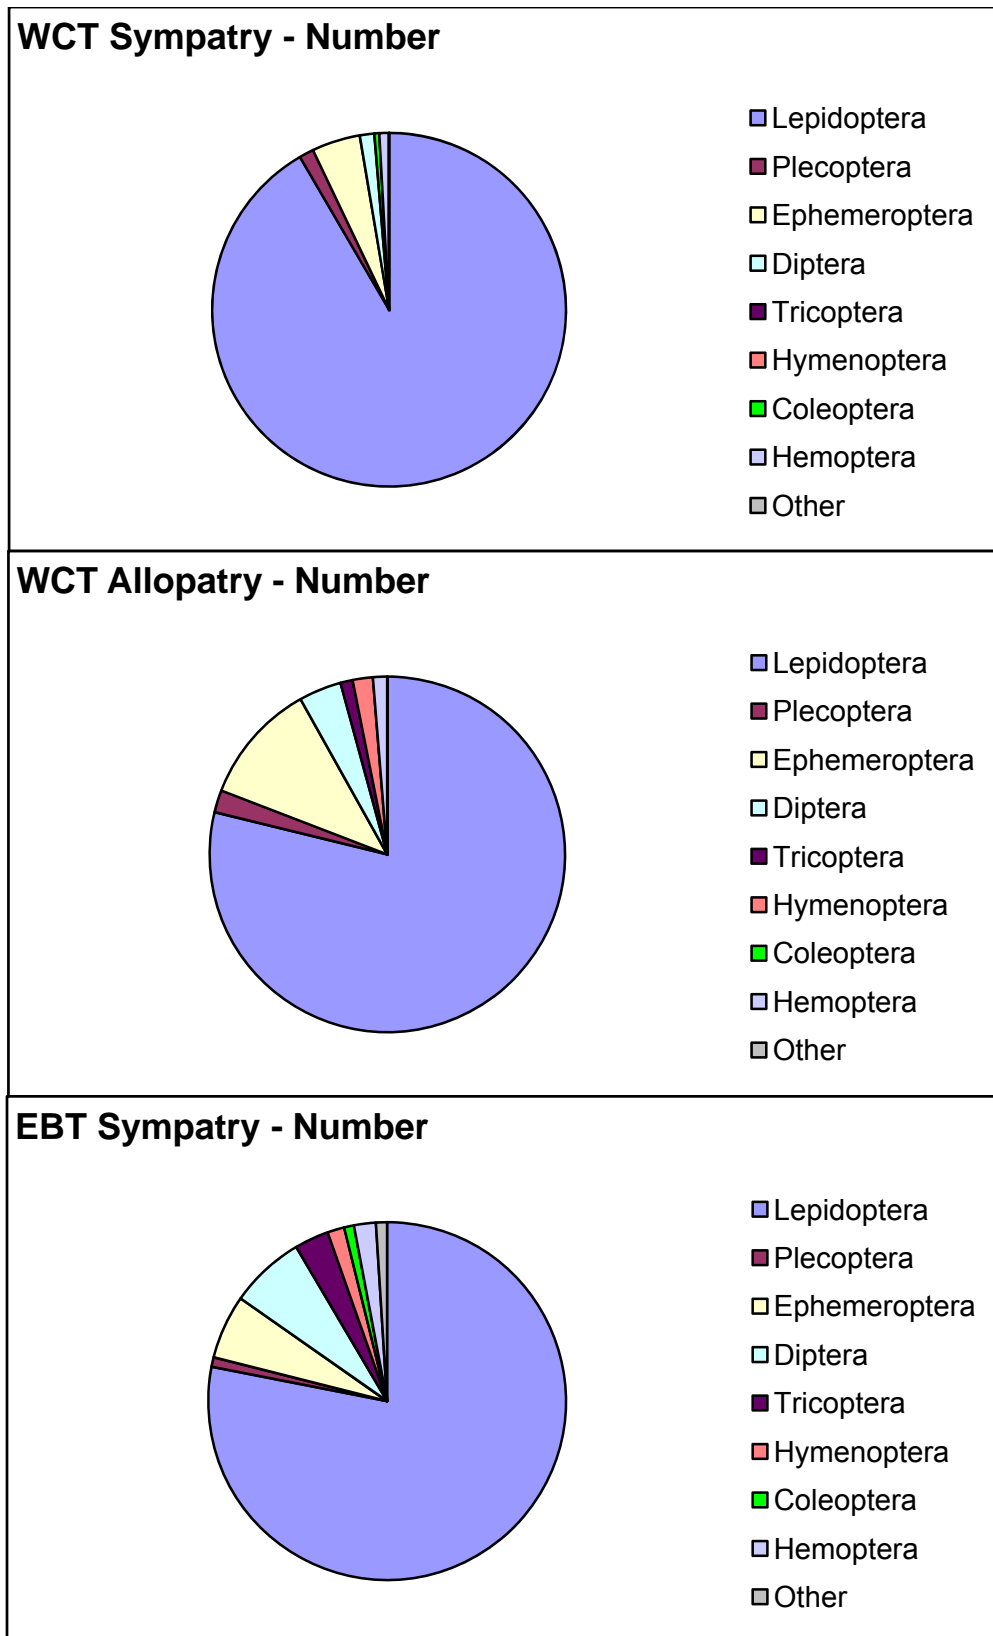 WCT Sympatry - Number
Lepidoptera
Plecoptera
Ephemeroptera
Diptera
Tricoptera
Hymenoptera
Coleoptera
Hemoptera
Other
WCT Allopatry - Number
Lepidoptera
Plecoptera
Ephemeroptera
Diptera
Tricoptera
Hymenoptera
Coleoptera
Hemoptera
Other
EBT Sympatry - Number
Lepidoptera
Plecoptera
Ephemeroptera
Diptera
Tricoptera
Hymenoptera
Coleoptera
Hemoptera
Other